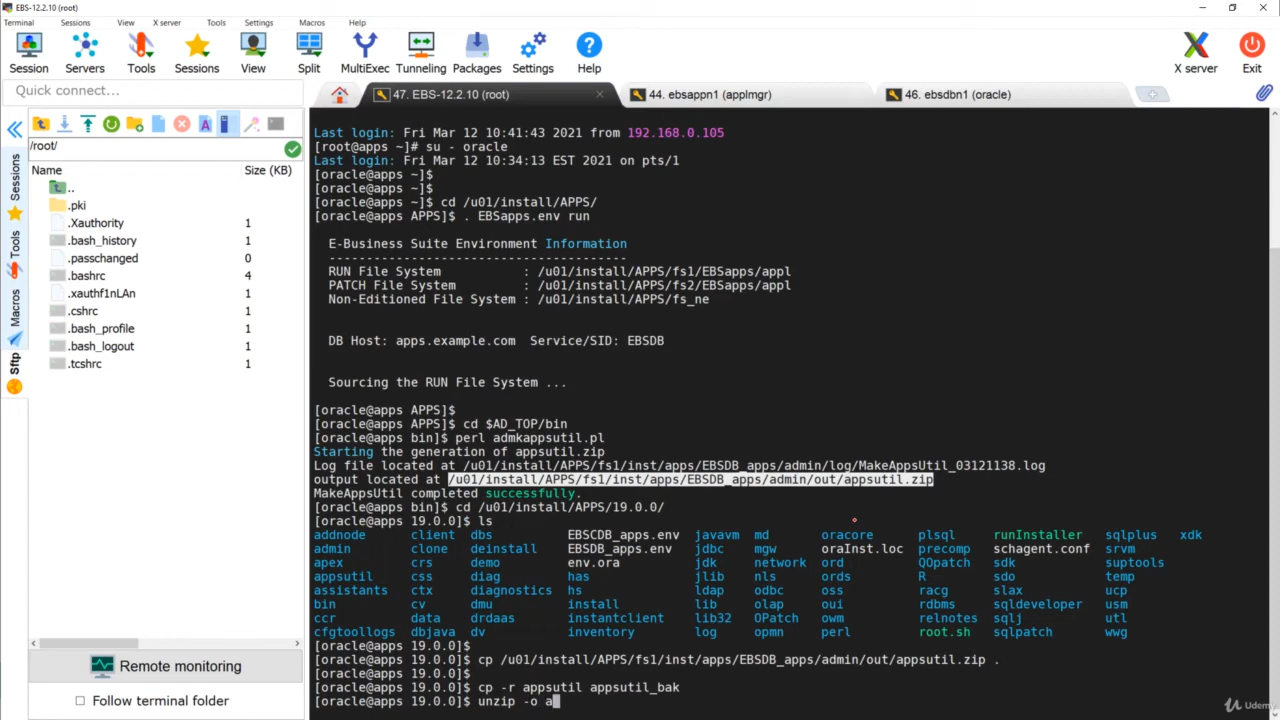 EBS-12.2.10 (root)
Terminal Sessions View X server Tools Settings Macros Help
Session Servers Tools Sessions View Split MultiExec Tunneling Packages Settings Help X server Exit
Quick connect...
47. EBS-12.2.10 (root) 44. ebsappn1 (applmgr) 46. ebsdbn1 (oracle)
/root/
Name Size (KB)
..
.pki
.Xauthority 1
.bash_history 1
.passchanged 0
.bashrc 4
.xauthf1nLAn 1
.cshrc 1
.bash_profile 1
.bash_logout 1
.tcshrc 1
Sessions
Tools
Macros
Sftp
Remote monitoring
Follow terminal folder
Last login: Fri Mar 12 10:41:43 2021 from 192.168.0.105
[root@apps ~]# su - oracle
Last login: Fri Mar 12 10:34:13 EST 2021 on pts/1
[oracle@apps ~]$
[oracle@apps ~]$
[oracle@apps ~]$ cd /u01/install/APPS/
[oracle@apps APPS]$ . EBSapps.env run
E-Business Suite Environment Information
----------------------------------------
RUN File System : /u01/install/APPS/fs1/EBSapps/appl
PATCH File System : /u01/install/APPS/fs2/EBSapps/appl
Non-Editioned File System : /u01/install/APPS/fs_ne
DB Host: apps.example.com Service/SID: EBSDB
Sourcing the RUN File System ...
[oracle@apps APPS]$
[oracle@apps APPS]$ cd $AD_TOP/bin
[oracle@apps bin]$ perl admkappsutil.pl
Starting the generation of appsutil.zip
Log file located at /u01/install/APPS/fs1/inst/apps/EBSDB_apps/admin/log/MakeAppsUtil_03121138.log
output located at /u01/install/APPS/fs1/inst/apps/EBSDB_apps/admin/out/appsutil.zip
MakeAppsUtil completed successfully.
[oracle@apps bin]$ cd /u01/install/APPS/19.0.0/
[oracle@apps 19.0.0]$ ls
addnode client dbs EBSCDB_apps.env javavm md oracore plsql runInstaller sqlplus xdk
admin clone deinstall EBSDB_apps.env jdbc mgw oraInst.loc precomp schagent.conf srvm
apex crs demo env.ora jdk network ord QOpatch sdk suptools
appsutil css diag has jlib nls ords R sdo temp
assistants ctx diagnostics hs ldap odbc oss racg slax ucp
bin cv dmu install lib olap oui rdbms sqldeveloper usm
ccr data drdaas instantclient lib32 OPatch owm relnotes sqlj utl
cfgtoollogs dbjava dv inventory log opmn perl root.sh sqlpatch wwg
[oracle@apps 19.0.0]$
[oracle@apps 19.0.0]$ cp /u01/install/APPS/fs1/inst/apps/EBSDB_apps/admin/out/appsutil.zip .
[oracle@apps 19.0.0]$
[oracle@apps 19.0.0]$ cp -r appsutil appsutil_bak
[oracle@apps 19.0.0]$ unzip -o a
Udemy